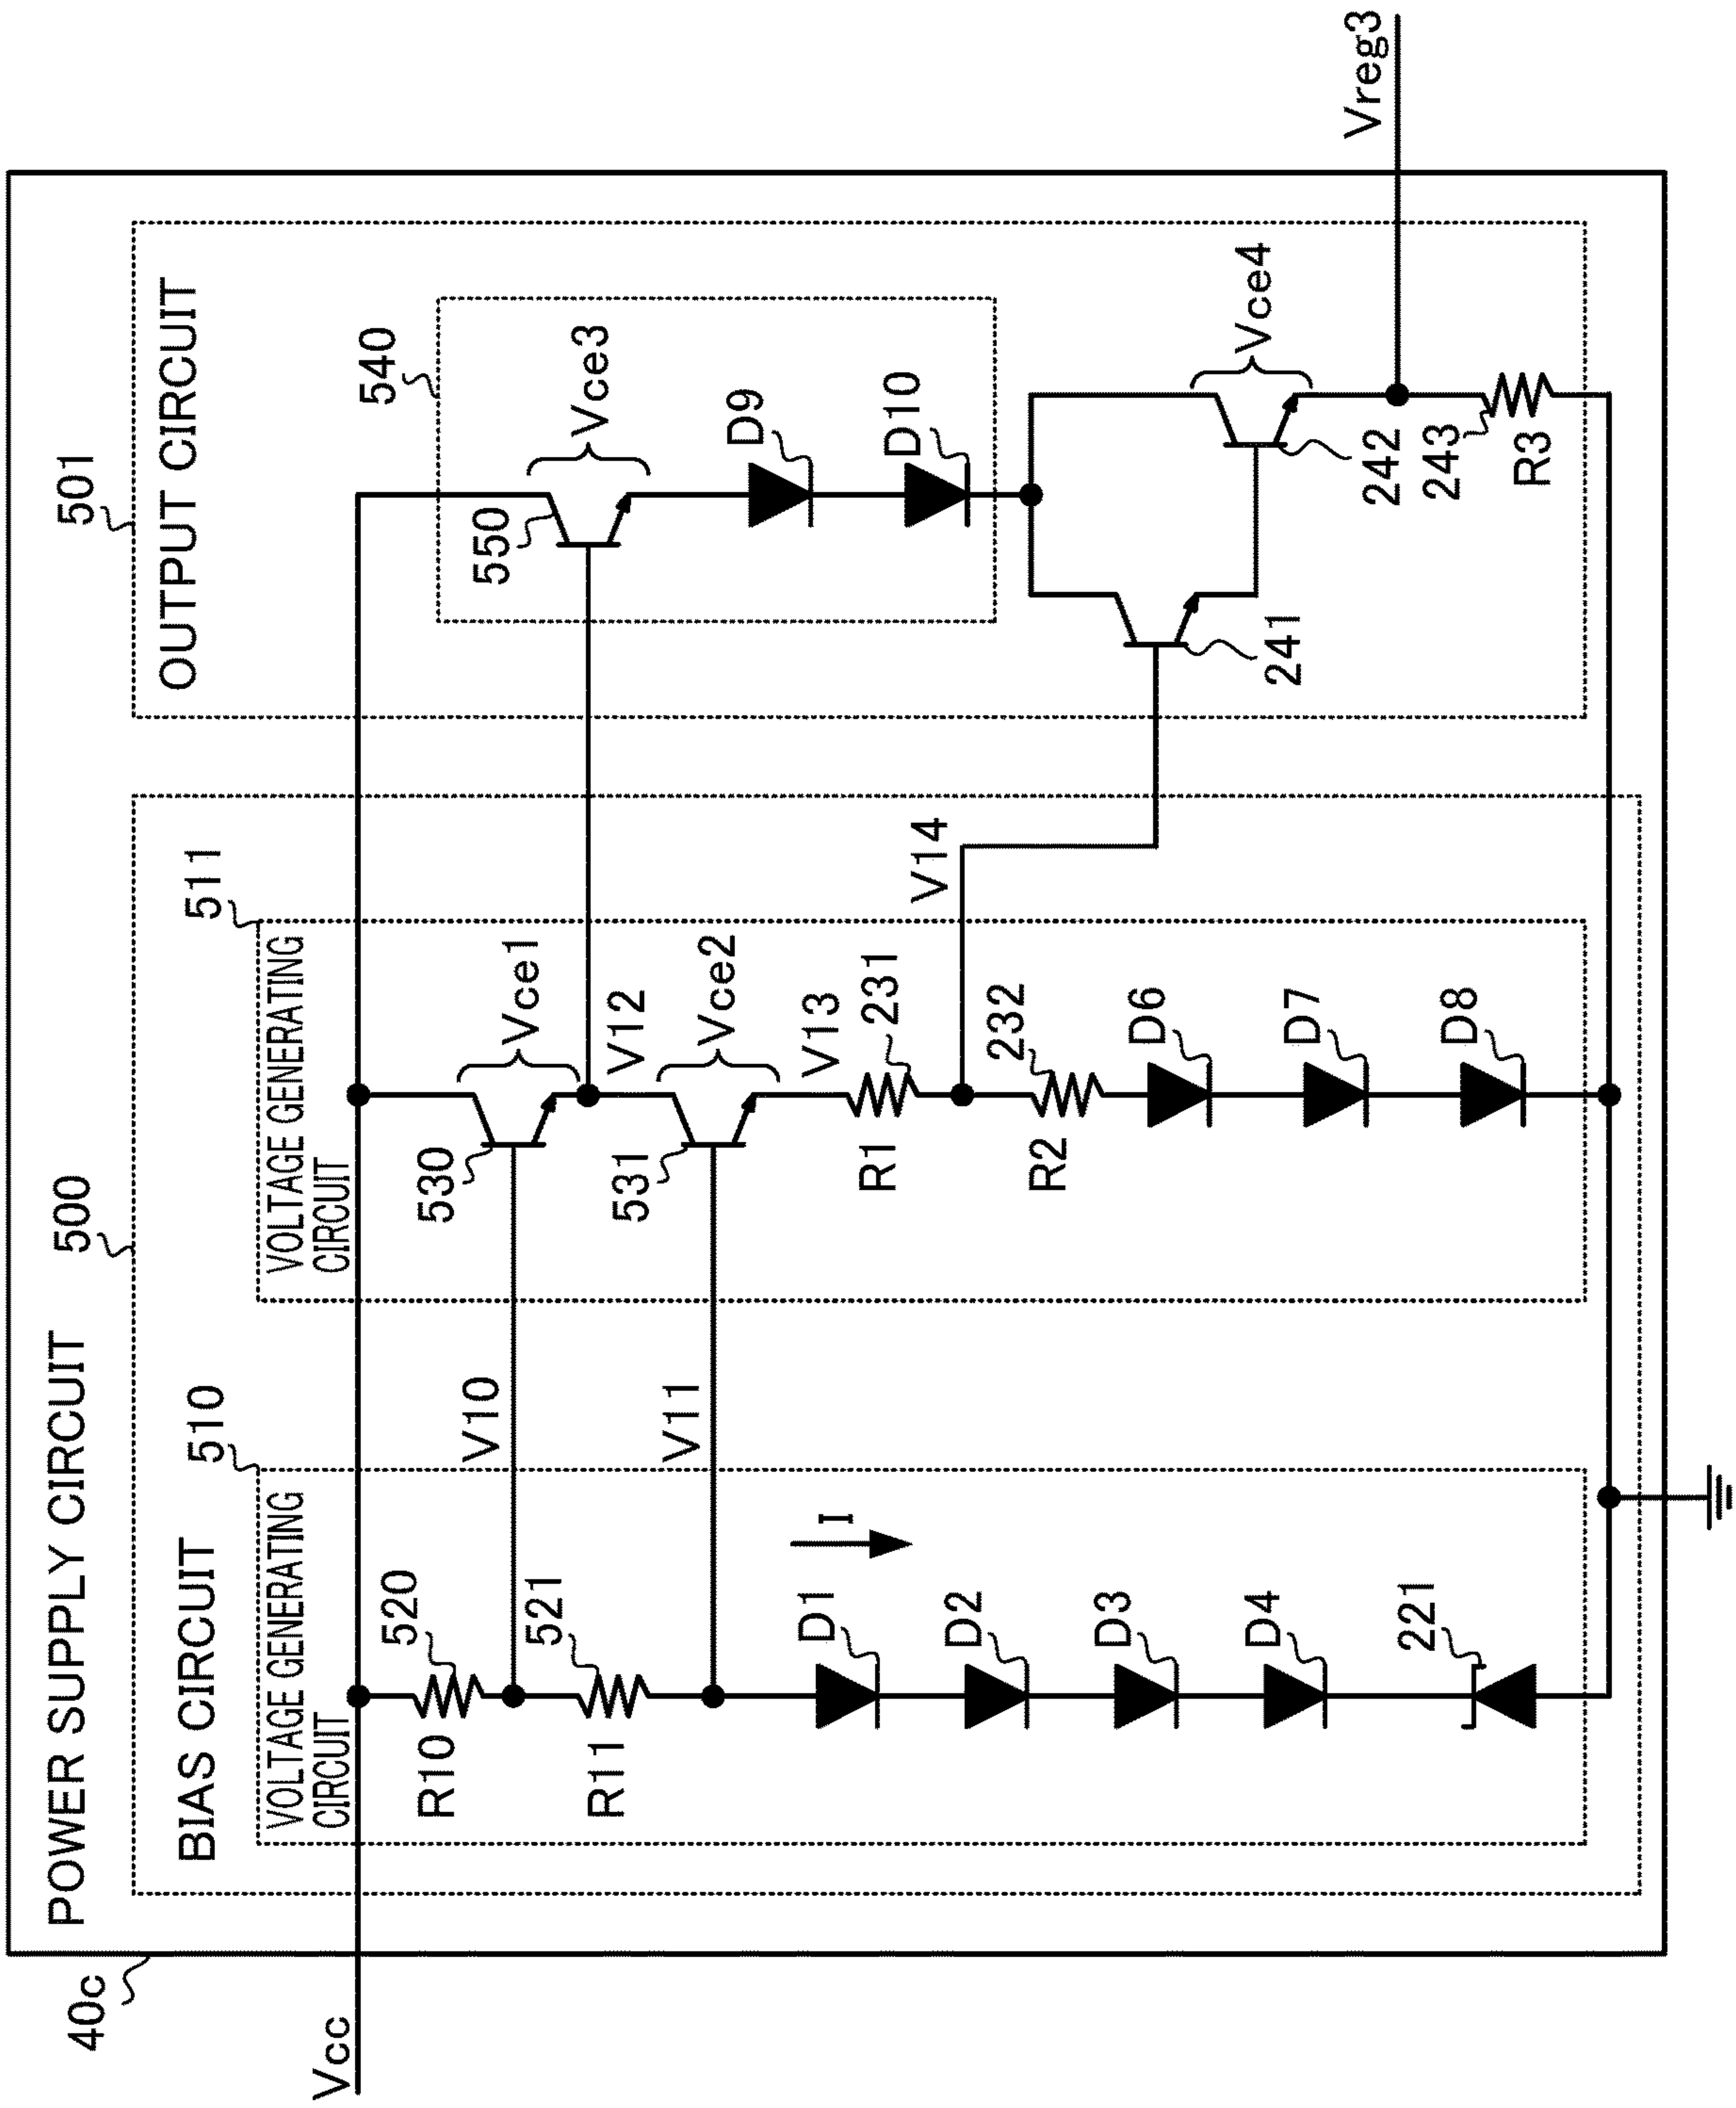 40c
POWER SUPPLY CIRCUIT
500
501
BIAS CIRCUIT
OUTPUT CIRCUIT
510
511
VOLTAGE GENERATING
CIRCUIT
VOLTAGE GENERATING
CIRCUIT
Vcc
R10
520
V10
530
Vce1
540
550
Vce3
R11
521
V11
531
V12
Vce2
D9
D1
I
V13
R1
231
V14
D10
D2
R2
232
241
D3
D6
Vce4
D4
D7
242
Vreg3
221
D8
243
R3